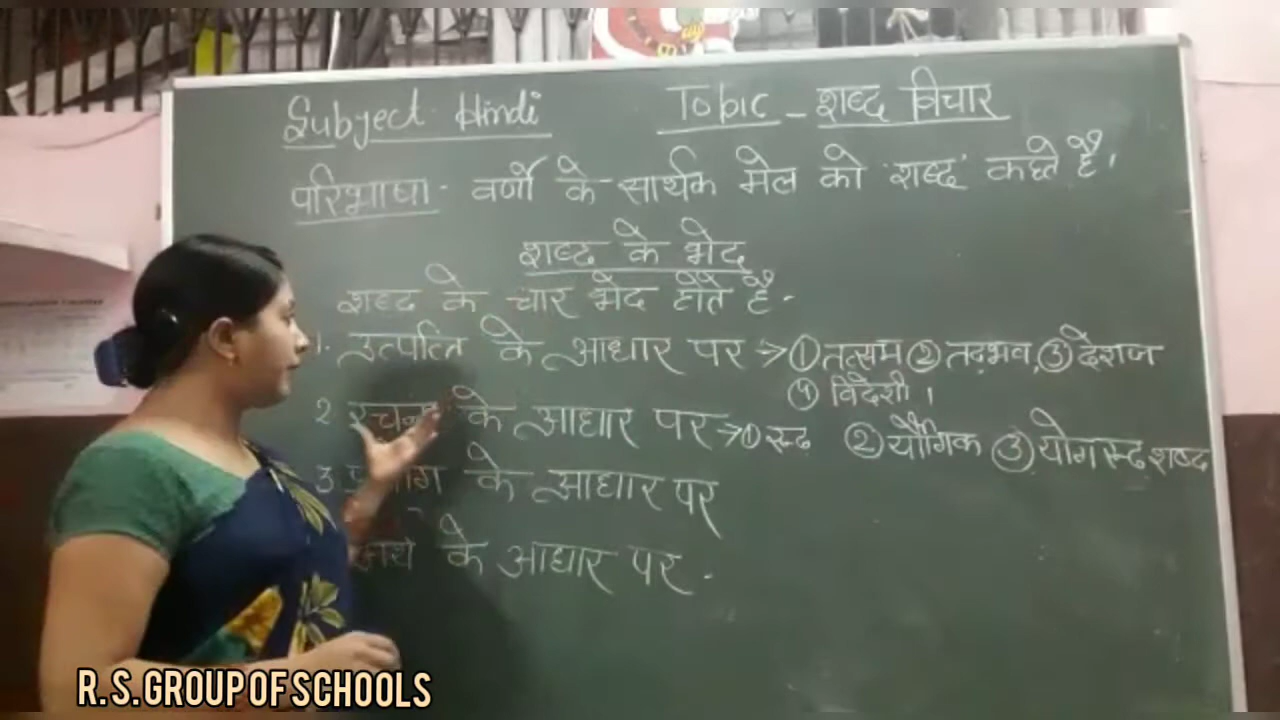 Subject- Hindi Topic - शब्द विचार
परिभाषा - वर्णो के सार्थक मेल को 'शब्द' कहते है।
शब्द के भेद
शब्द के चार भेद होते है -
1. उत्पत्ति के आधार पर → ① तत्सम ② तद्भव, ③ देशज
④ विदेशी।
2 रचना के आधार पर → ① रूढ ② यौगिक ③ योगरूढ शब्द
3 के आधार पर
के आधार पर -
R.S. GROUP OF SCHOOLS